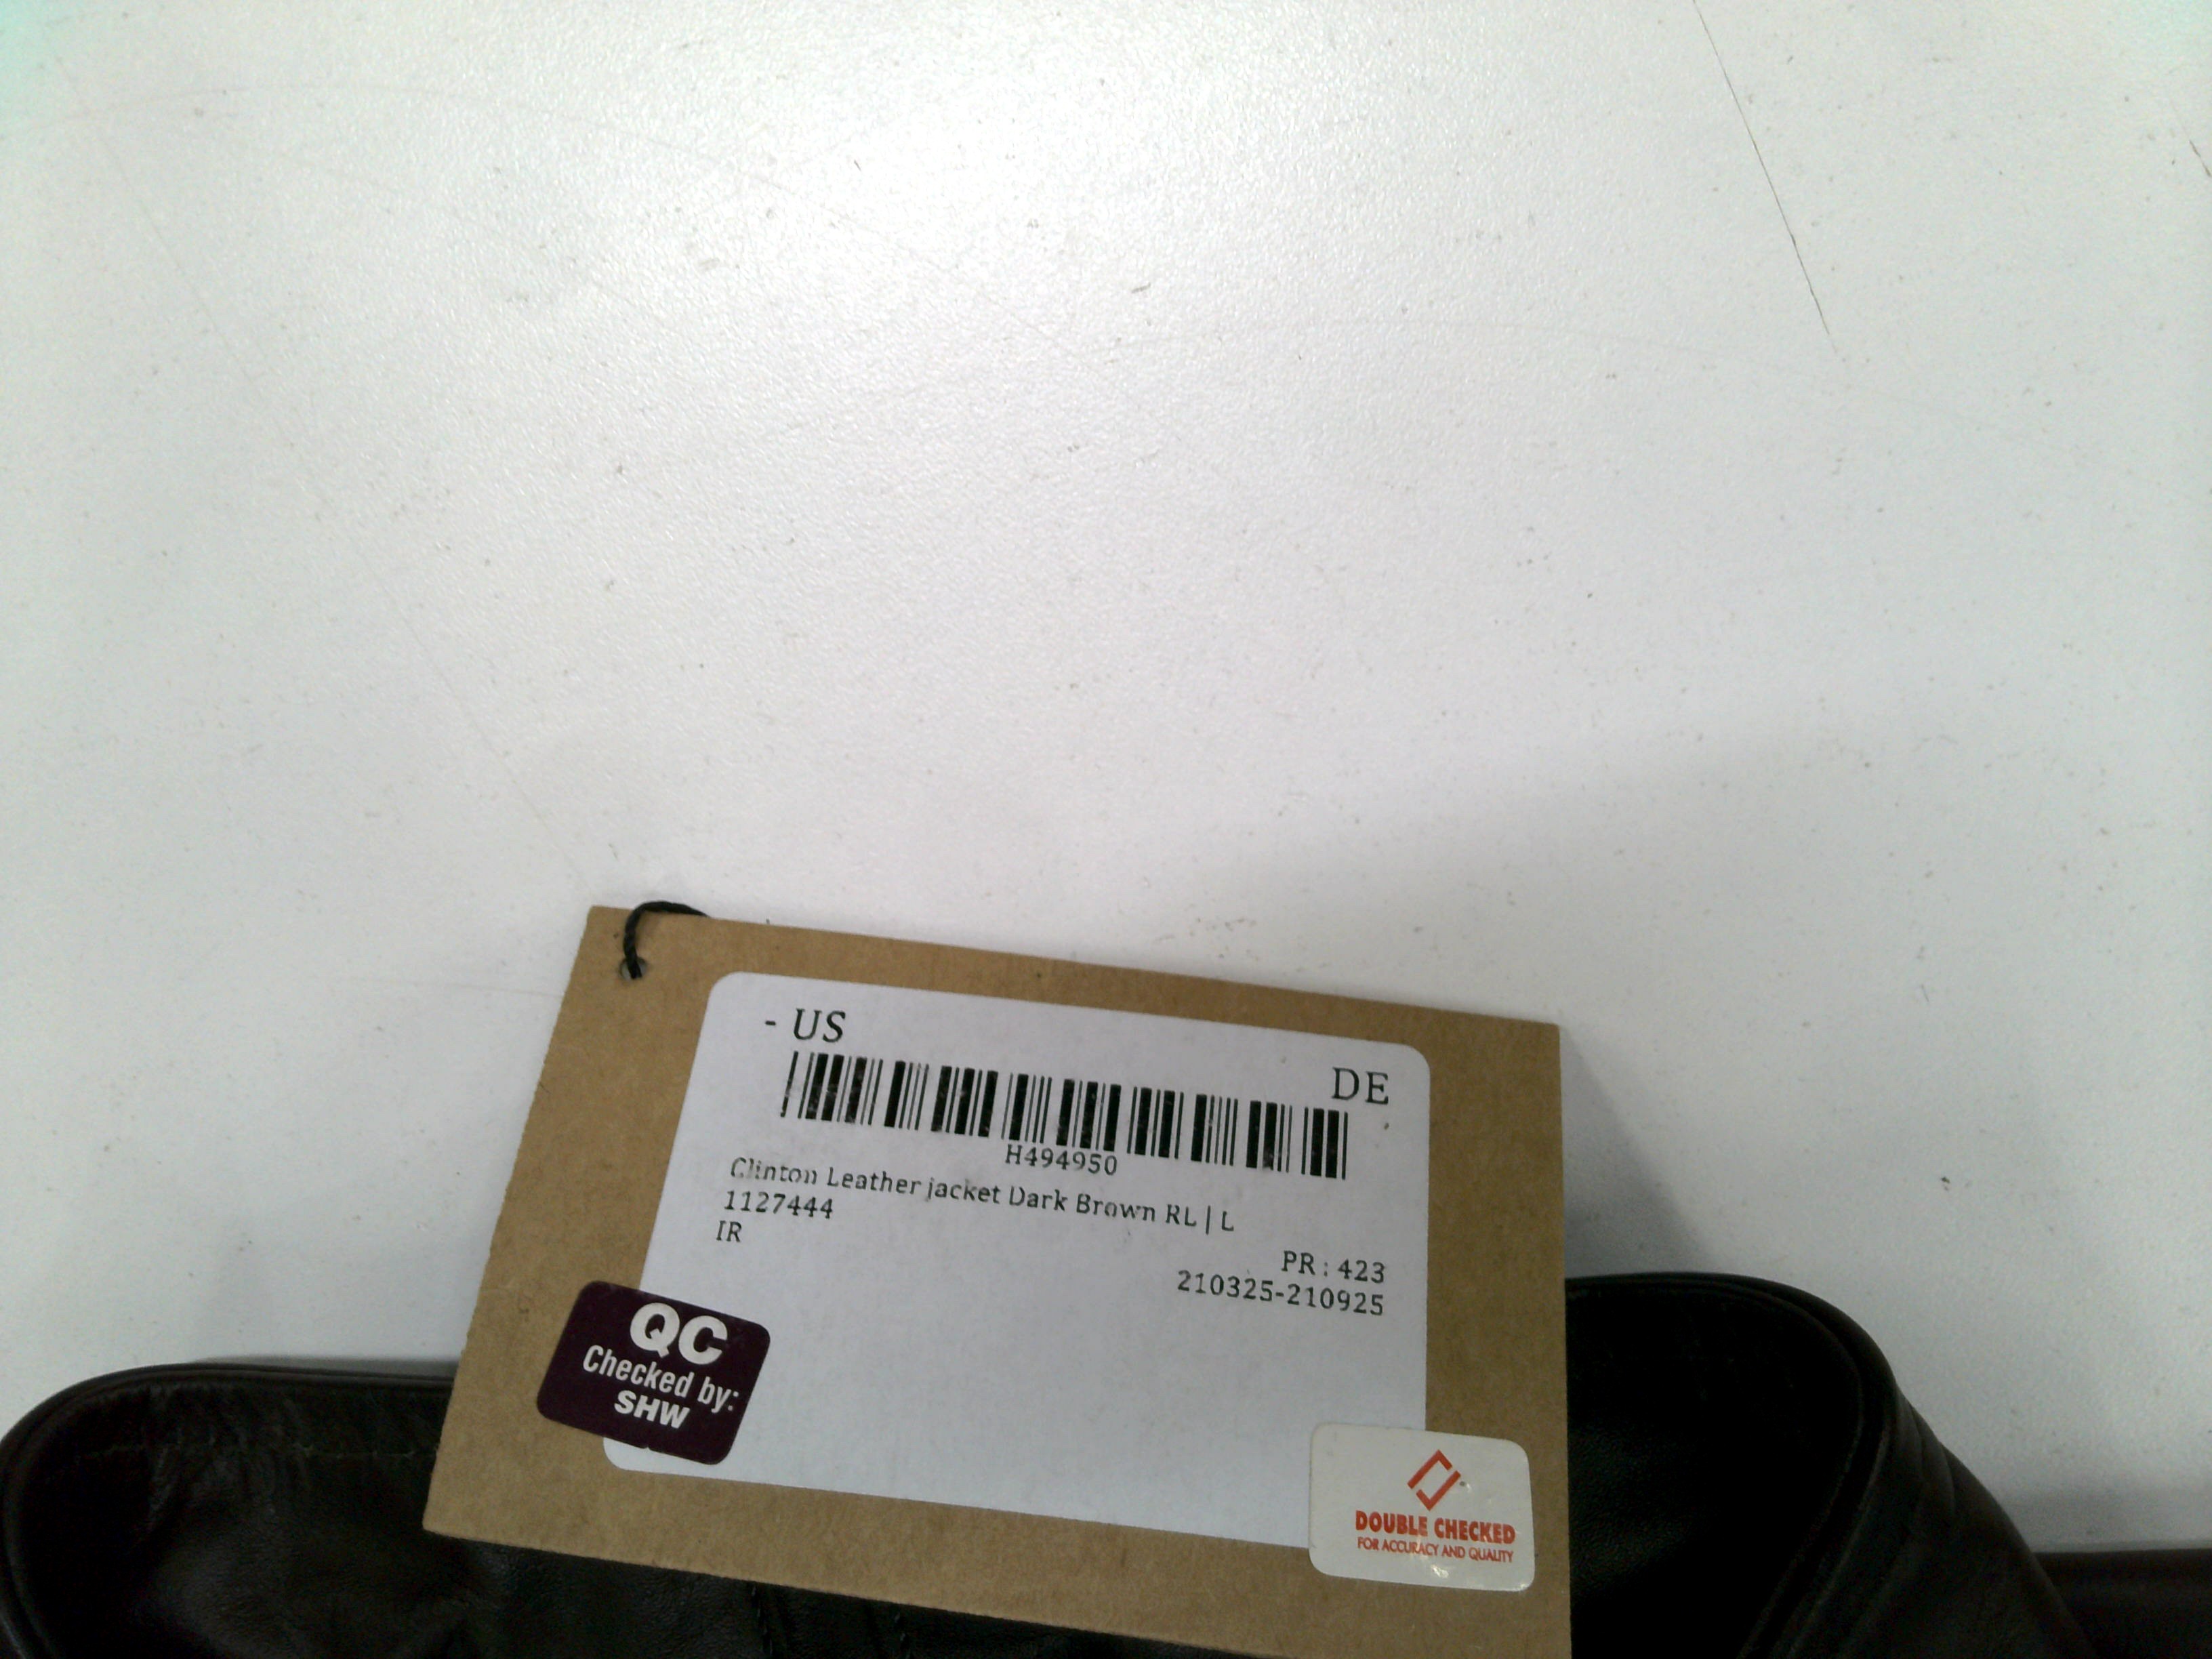 - US
DE
H494950
Clinton Leather jacket Dark Brown RL | L
1127444
IR
PR : 423
210325-210925
QC
Checked by:
SHW
DOUBLE CHECKED
FOR ACCURACY AND QUALITY